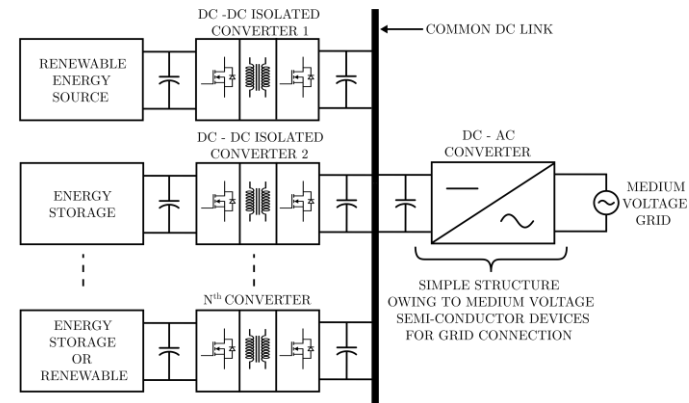 DC -DC ISOLATED
CONVERTER 1
COMMON DC LINK
RENEWABLE
ENERGY
SOURCE
DC - DC ISOLATED
CONVERTER 2
DC - AC
CONVERTER
ENERGY
STORAGE
MEDIUM
VOLTAGE
GRID
SIMPLE STRUCTURE
OWING TO MEDIUM VOLTAGE
SEMI-CONDUCTOR DEVICES
FOR GRID CONNECTION
Nth CONVERTER
ENERGY
STORAGE
OR
RENEWABLE